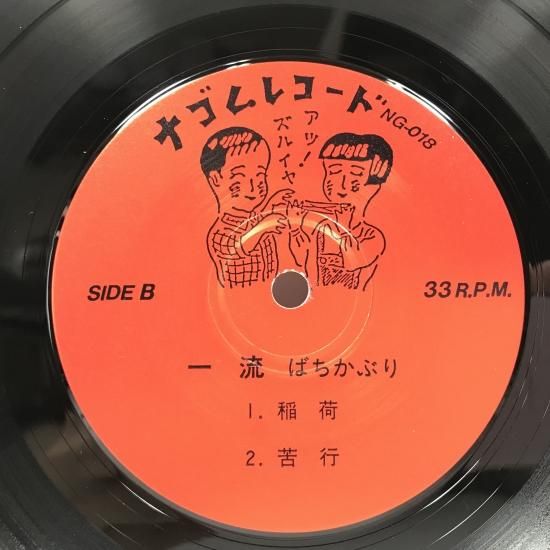 ナゴムレコード
NG-018
アッ!
ズルイヤ
SIDE B
33 R.P.M.
一流 ばちかぶり
1. 稲荷
2. 苦行